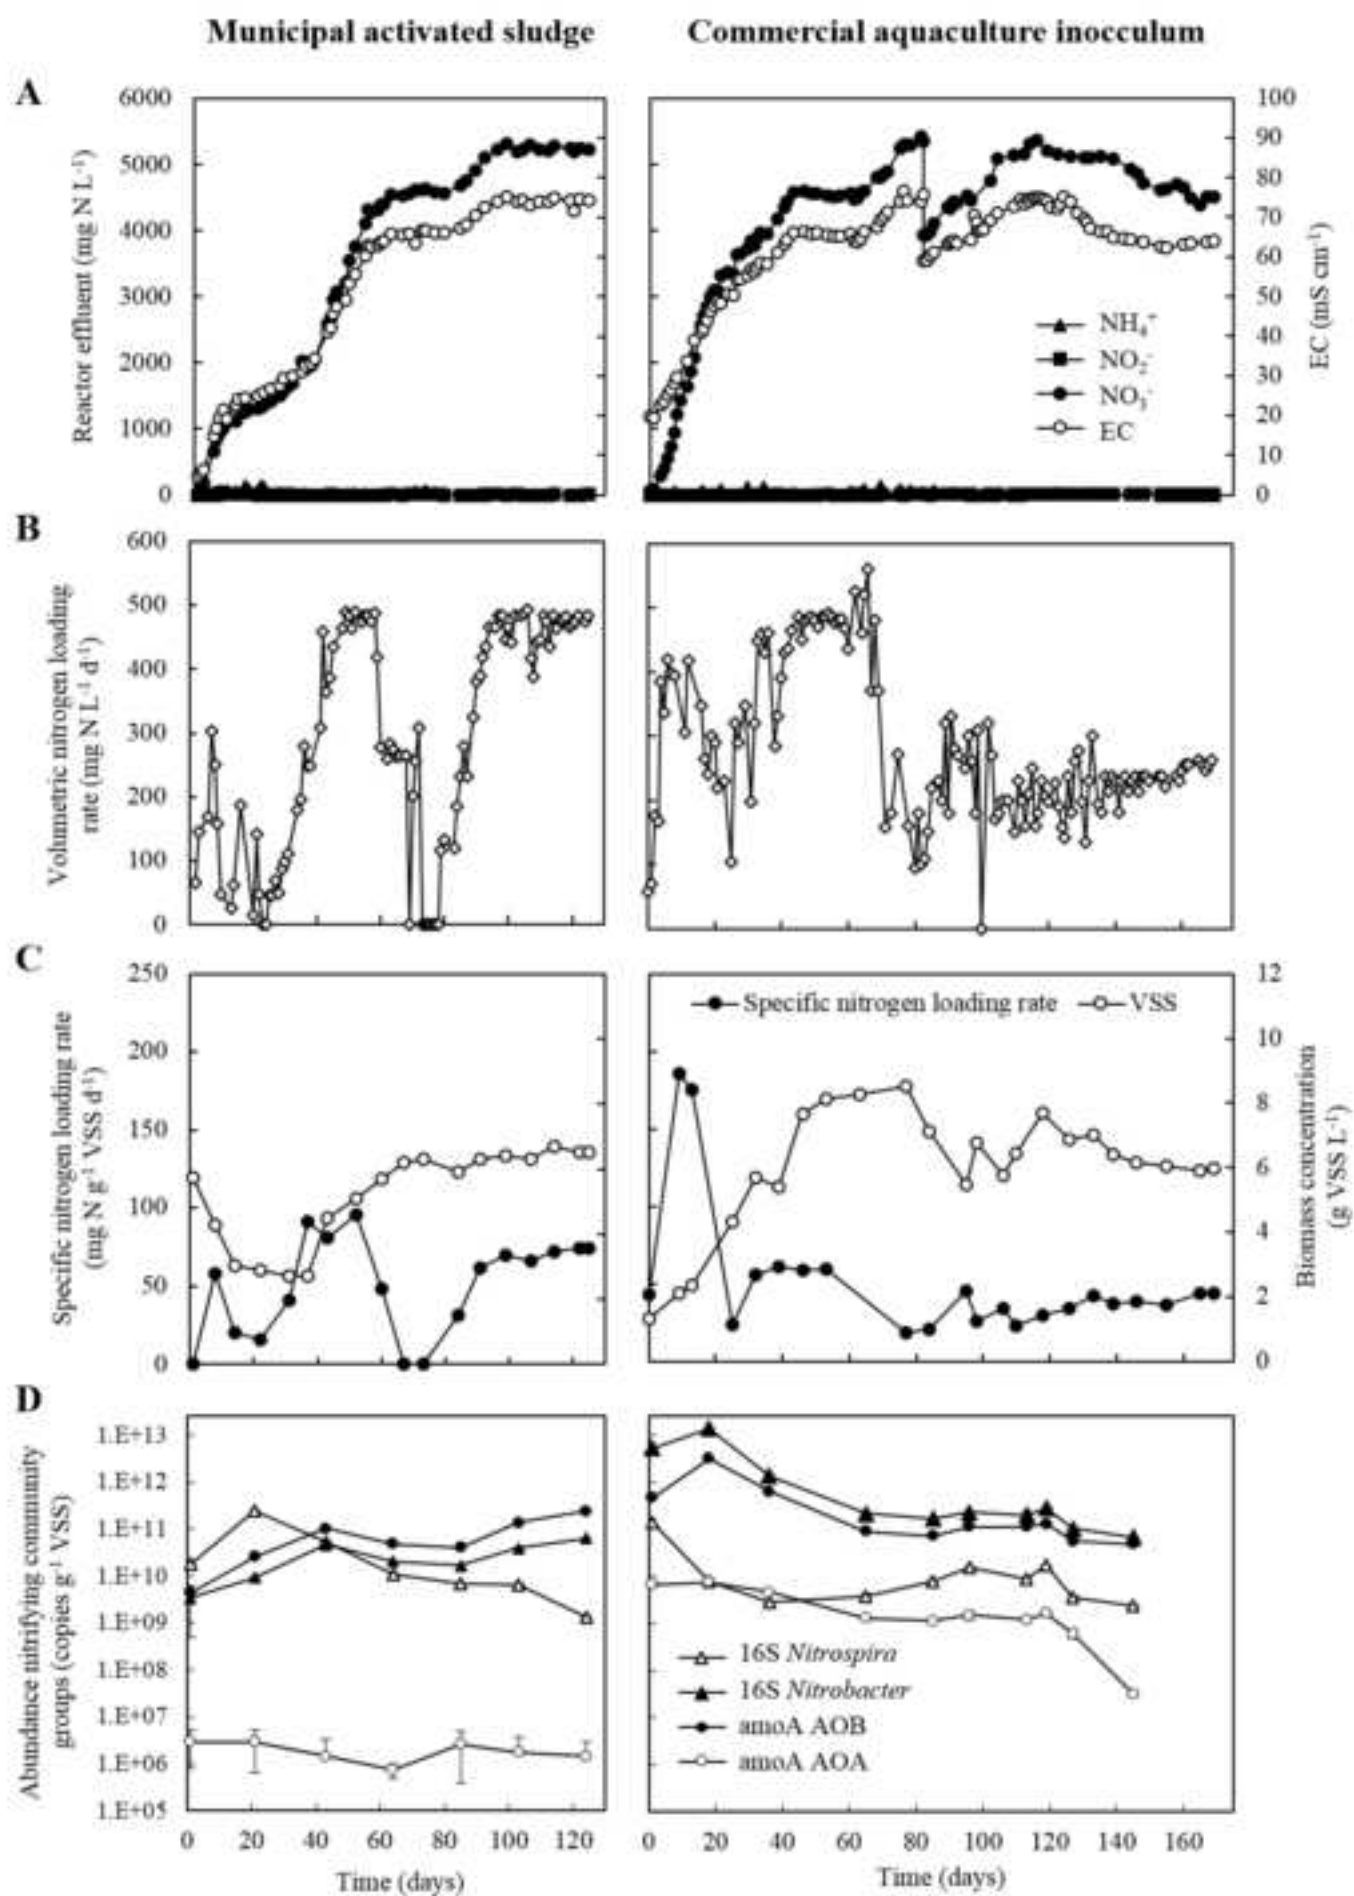 Municipal activated sludge
Commercial aquaculture inocculum
A
Reactor effluent (mg N L⁻¹)
6000
5000
4000
3000
2000
1000
0
100
90
80
70
60
50
40
30
20
10
0
EC (mS cm⁻¹)
NH₄⁺
NO₂⁻
NO₃⁻
EC
B
Volumetric nitrogen loading
rate (mg N L⁻¹ d⁻¹)
600
500
400
300
200
100
0
C
Specific nitrogen loading rate
(mg N g⁻¹ VSS d⁻¹)
250
200
150
100
50
0
Specific nitrogen loading rate
VSS
12
10
8
6
4
2
0
Biomass concentration
(g VSS L⁻¹)
D
Abundance nitrifying community
groups (copies g⁻¹ VSS)
1.E+13
1.E+12
1.E+11
1.E+10
1.E+09
1.E+08
1.E+07
1.E+06
1.E+05
16S Nitrospira
16S Nitrobacter
amoA AOB
amoA AOA
0 20 40 60 80 100 120
Time (days)
0 20 40 60 80 100 120 140 160
Time (days)